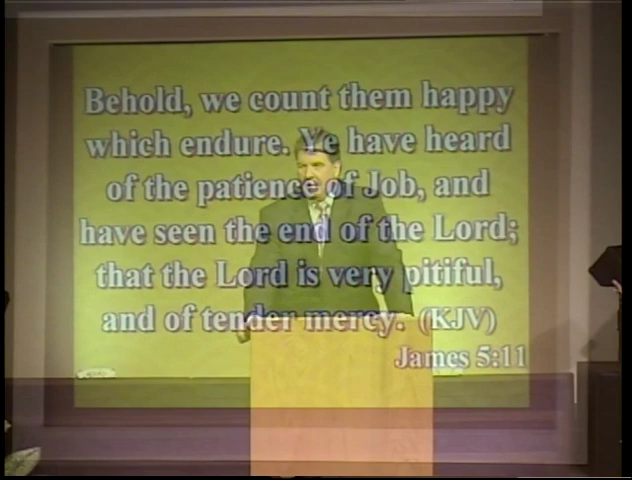 Behold, we count them happy
which endure. Ye have heard
of the patience of Job, and
have seen the end of the Lord;
that the Lord is very pitiful,
and of tender mercy. (KJV)
James 5:11